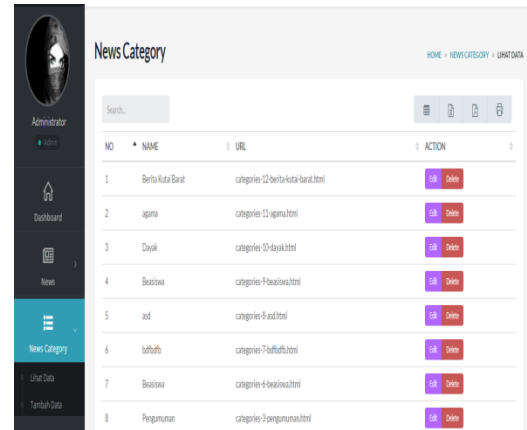 News Category
HOME > NEWS CATEGORY > LIHAT DATA
Administrator
Admin
Dashboard
News
News Category
Lihat Data
Tambah Data
Search...
NO NAME URL ACTION
1 Berita Kutai Barat categories-12-berita-kutai-barat.html Edit Delete
2 agama categories-11-agama.html Edit Delete
3 Dayak categories-10-dayak.html Edit Delete
4 Beasiswa categories-9-beasiswa.html Edit Delete
5 asd categories-8-asd.html Edit Delete
6 bdfbdfb categories-7-bdfbdfb.html Edit Delete
7 Beasiswa categories-6-beasiswa.html Edit Delete
8 Pengumuman categories-3-pengumuman.html Edit Delete